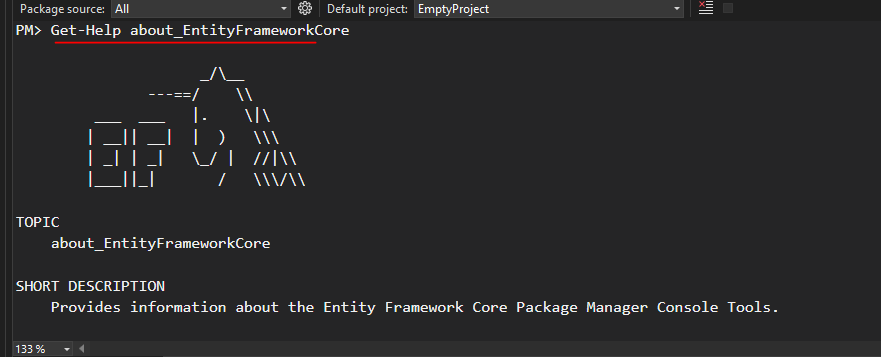 Package source: All Default project: EmptyProject
PM> Get-Help about_EntityFrameworkCore
                     _/\__
               ---==/    \\
         ___  ___   |.    \|\
        | __|| __|  |  )   \\\
        | _| | _|   \_/ |  //|\\
        |___||_|       /   \\\/\\
TOPIC
    about_EntityFrameworkCore
SHORT DESCRIPTION
    Provides information about the Entity Framework Core Package Manager Console Tools.
133 %